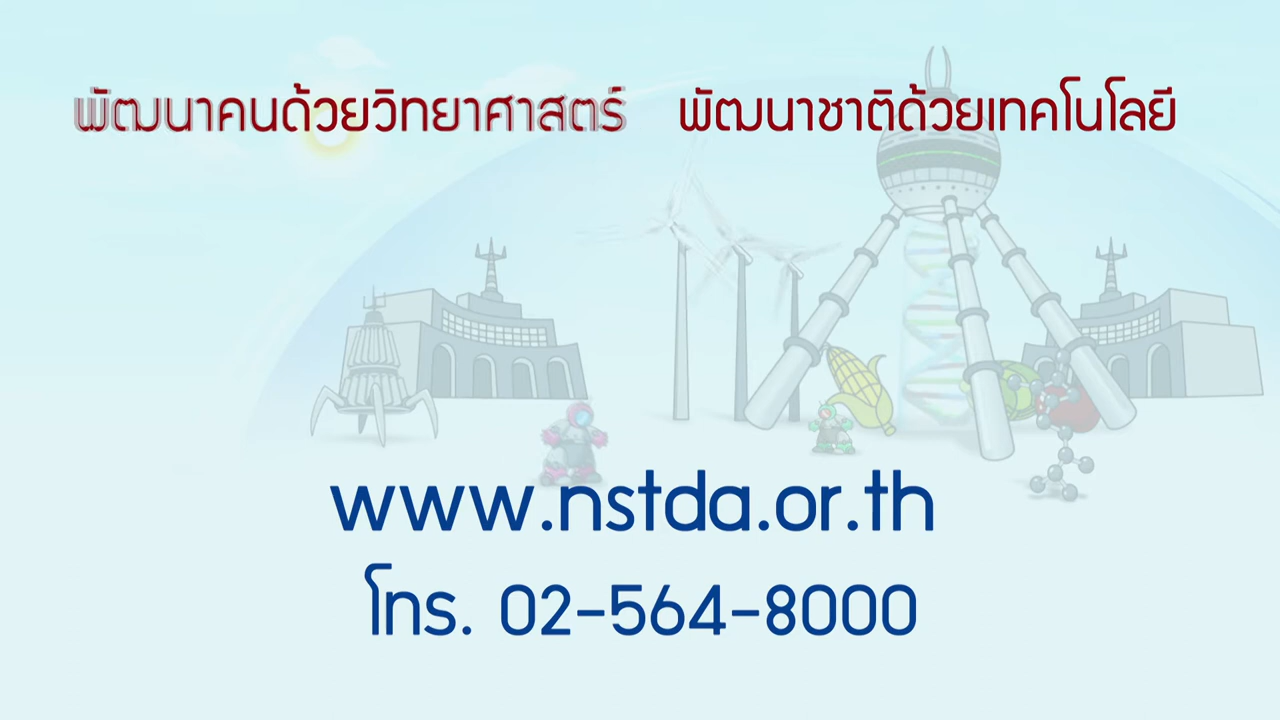 พัฒนาคนด้วยวิทยาศาสตร์ พัฒนาชาติด้วยเทคโนโลยี
www.nstda.or.th
โทร. 02-564-8000